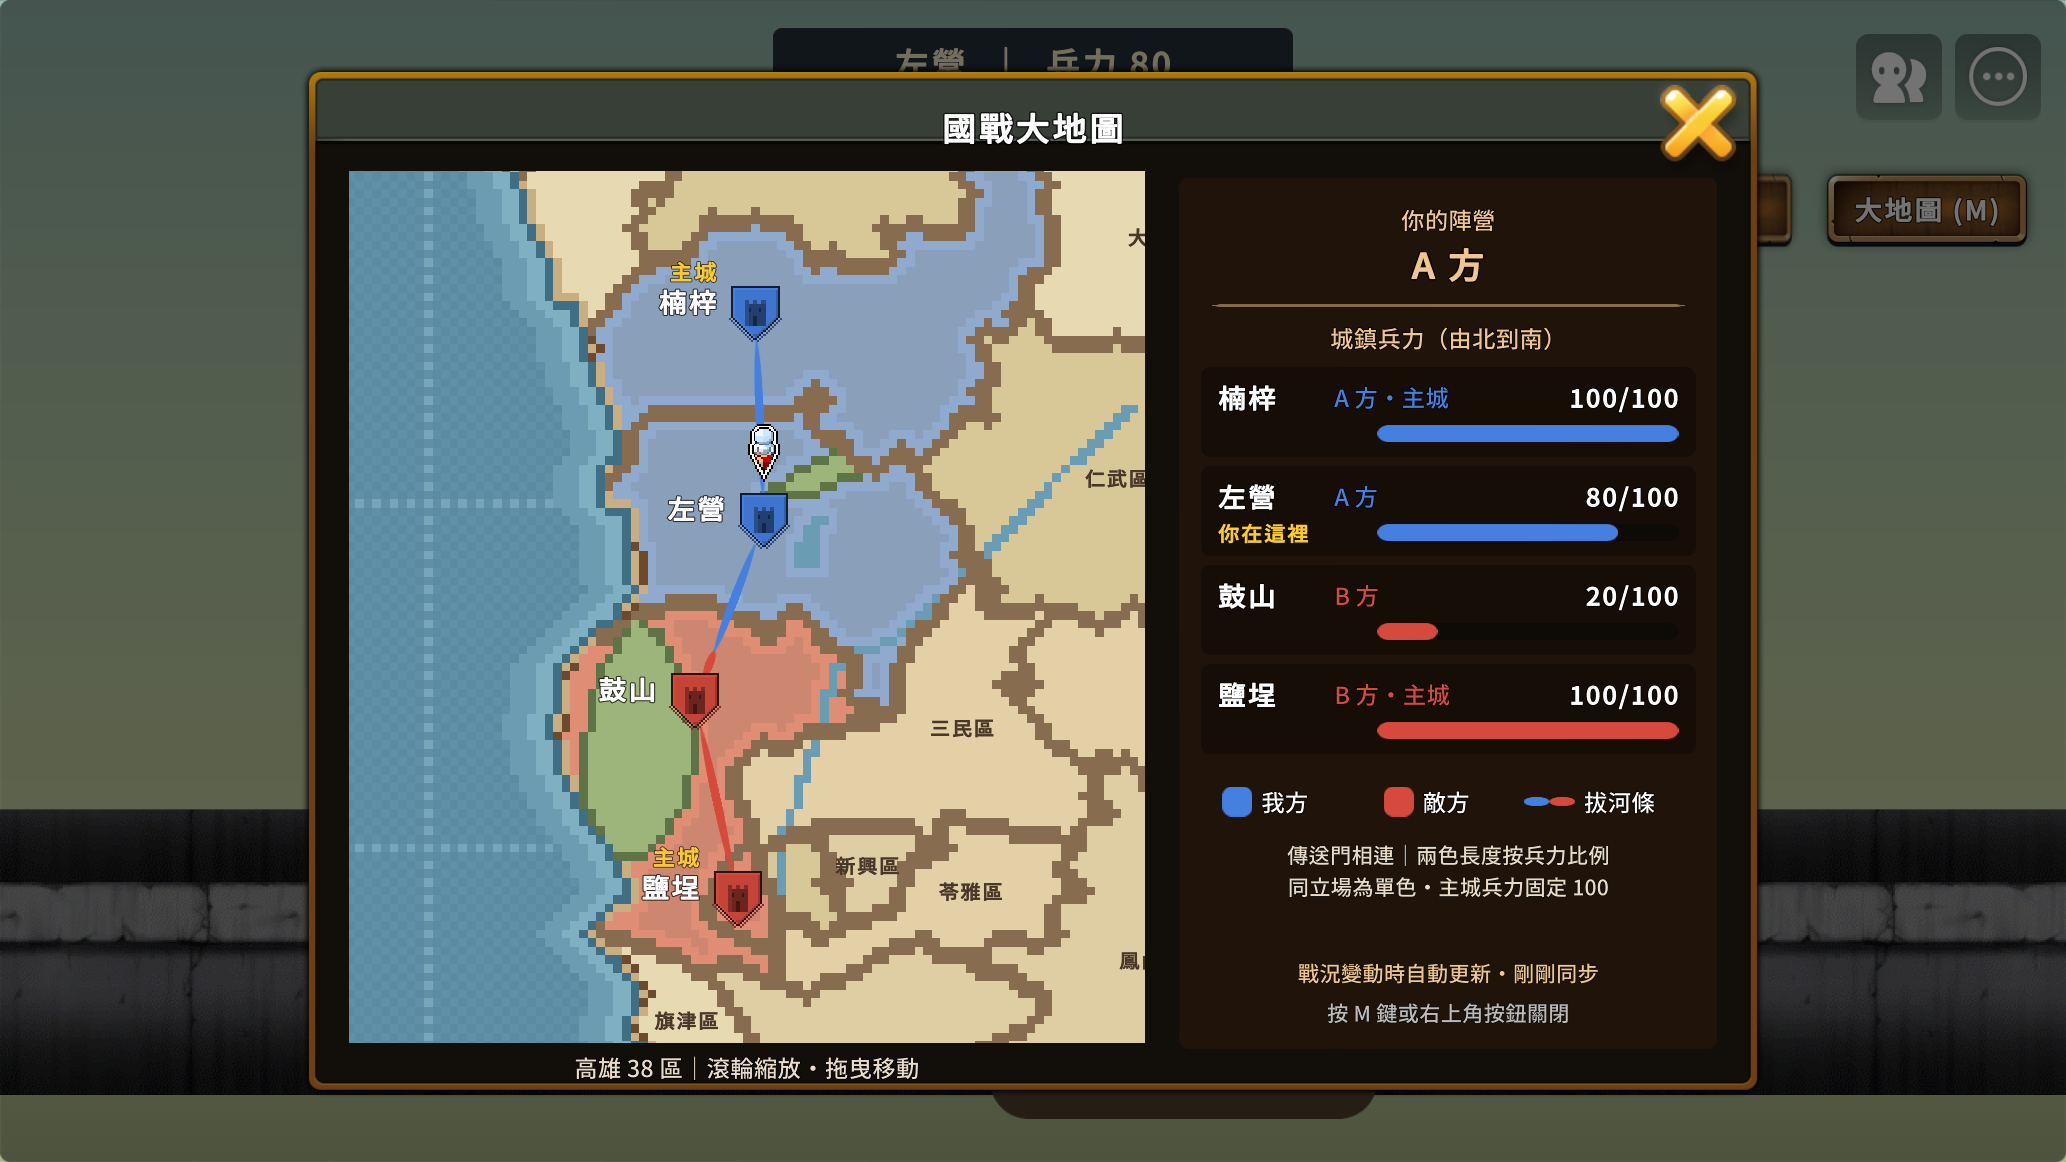 左營 | 兵力 80
國戰大地圖
大地圖 (M)
主城
楠梓
左營
鼓山
主城
鹽埕
大
仁武區
三民區
新興區
苓雅區
鳳
旗津區
高雄 38 區｜滾輪縮放・拖曳移動
你的陣營
A 方
城鎮兵力（由北到南）
楠梓 A 方・主城 100/100
左營 A 方 80/100
你在這裡
鼓山 B 方 20/100
鹽埕 B 方・主城 100/100
我方 敵方 拔河條
傳送門相連｜兩色長度按兵力比例
同立場為單色・主城兵力固定 100
戰況變動時自動更新・剛剛同步
按 M 鍵或右上角按鈕關閉